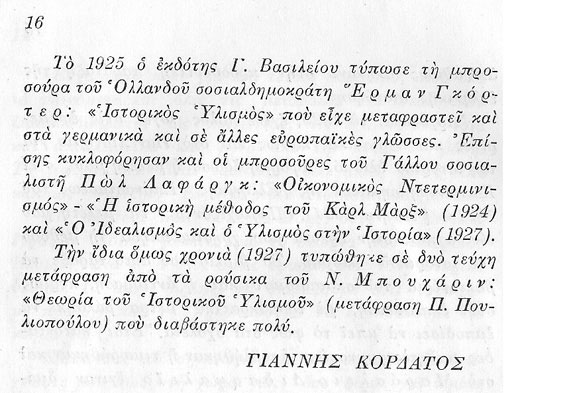 16
Τὸ 1925 ὁ ἐκδότης Γ. Βασιλείου τύπωσε τὴ μπρο-
σούρα τοῦ Ὁλλανδοῦ σοσιαλδημοκράτη Ἕρμαν Γκόρ-
τερ: «Ἱστορικὸς Ὑλισμὸς» ποὺ εἶχε μεταφραστεῖ καὶ
στὰ γερμανικὰ καὶ σὲ ἄλλες εὐρωπαϊκὲς γλῶσσες. Ἐπί-
σης κυκλοφόρησαν καὶ οἱ μπροσοῦρες τοῦ Γάλλου σοσια-
λιστῆ Πὼλ Λαφάργκ: «Οἰκονομικὸς Ντετερμινι-
σμός» - «Ἡ ἱστορικὴ μέθοδος τοῦ Κὰρλ Μὰρξ» (1924)
καὶ «Ὁ Ἰδεαλισμὸς καὶ ὁ Ὑλισμὸς στὴν Ἱστορία» (1927).
Τὴν ἴδια ὅμως χρονιὰ (1927) τυπώθηκε σὲ δυὸ τεύχη
μετάφραση ἀπὸ τὰ ρούσικα τοῦ Ν. Μπουχάριν:
«Θεωρία τοῦ Ἱστορικοῦ Ὑλισμοῦ» (μετάφραση Π. Που-
λιοπούλου) ποὺ διαβάστηκε πολύ.
ΓΙΑΝΝΗΣ ΚΟΡΔΑΤΟΣ